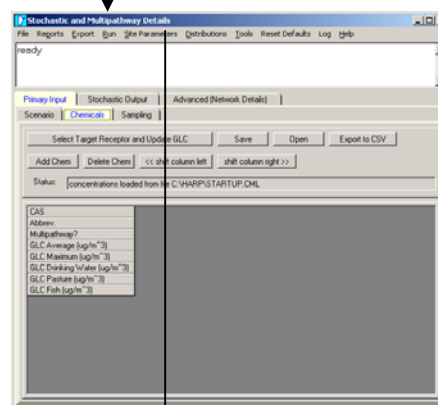 Stochastic and Multipathway Details
File Reports Export Run Site Parameters Distributions Tools Reset Defaults Log Help
ready
Primary Input Stochastic Output Advanced (Network Details)
Scenario Chemicals Sampling
Select Target Receptor and Update GLC Save Open Export to CSV
Add Chem Delete Chem << shift column left shift column right >>
Status: concentrations loaded from file C:\HARP\STARTUP.CML
CAS
Abbrev.
Multipathway?
GLC Average (ug/m^3)
GLC Maximum (ug/m^3)
GLC Drinking Water (ug/m^3)
GLC Pasture (ug/m^3)
GLC Fish (ug/m^3)